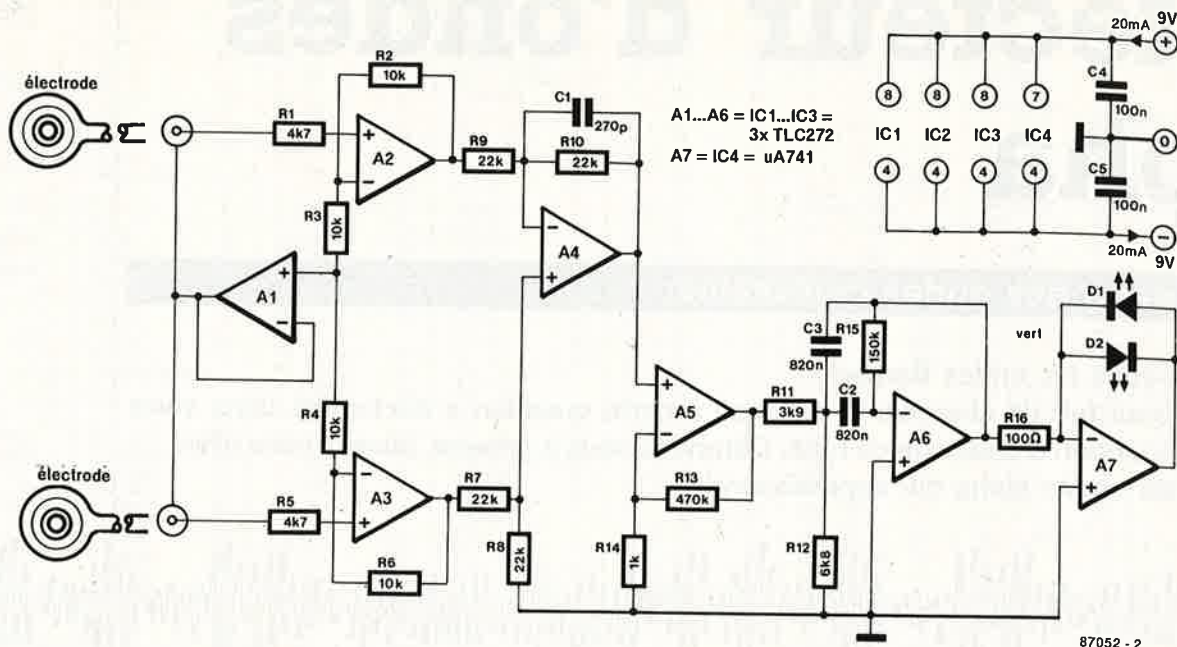 électrode
R1
4k7
R2
10k
A2
+
−
R9
22k
C1
270p
R10
22k
A1...A6 = IC1...IC3 =
3x TLC272
A7 = IC4 = uA741
20mA
9V
+
C4
100n
8
8
8
7
IC1
IC2
IC3
IC4
0
4
4
4
4
C5
100n
20mA
−
9V
R3
10k
A1
+
−
A4
−
+
R4
10k
électrode
R5
4k7
A3
−
+
R6
10k
R7
22k
R8
22k
A5
+
−
R13
470k
R14
1k
R11
3k9
R12
6k8
C3
820n
C2
820n
R15
150k
A6
−
+
R16
100Ω
vert
D1
D2
A7
−
+
87052 - 2